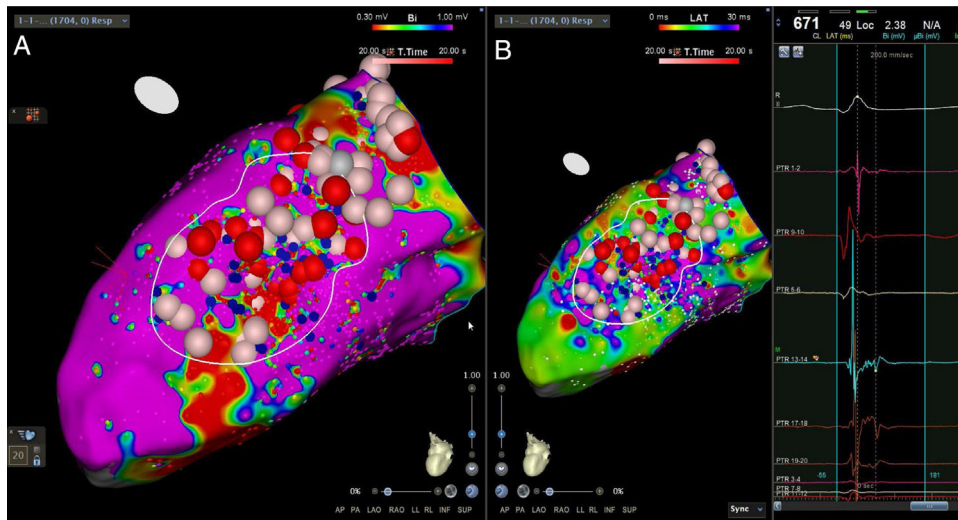 A
1-1-... (1704, 0) Resp
0.30 mV Bi 1.00 mV
20.00 s T.Time 20.00 s
1.00
20
0%
AP PA LAO RAO LL RL INF SUP
B
1-1-... (1704, 0) Resp
0 ms LAT 30 ms
20.00 s T.Time 20.00 s
1.00
0%
AP PA LAO RAO LL RL INF SUP
Sync
671 49 Loc 2.38 N/A
CL LAT (ms) Bi (mV) µBi (mV)
200.0 mm/sec
R
II
PTR 1-2
PTR 9-10
PTR 5-6
M
PTR 13-14
PTR 17-18
PTR 19-20
-55 181
PTR 3-4
PTR 7-8
0 sec
PTR 11-12